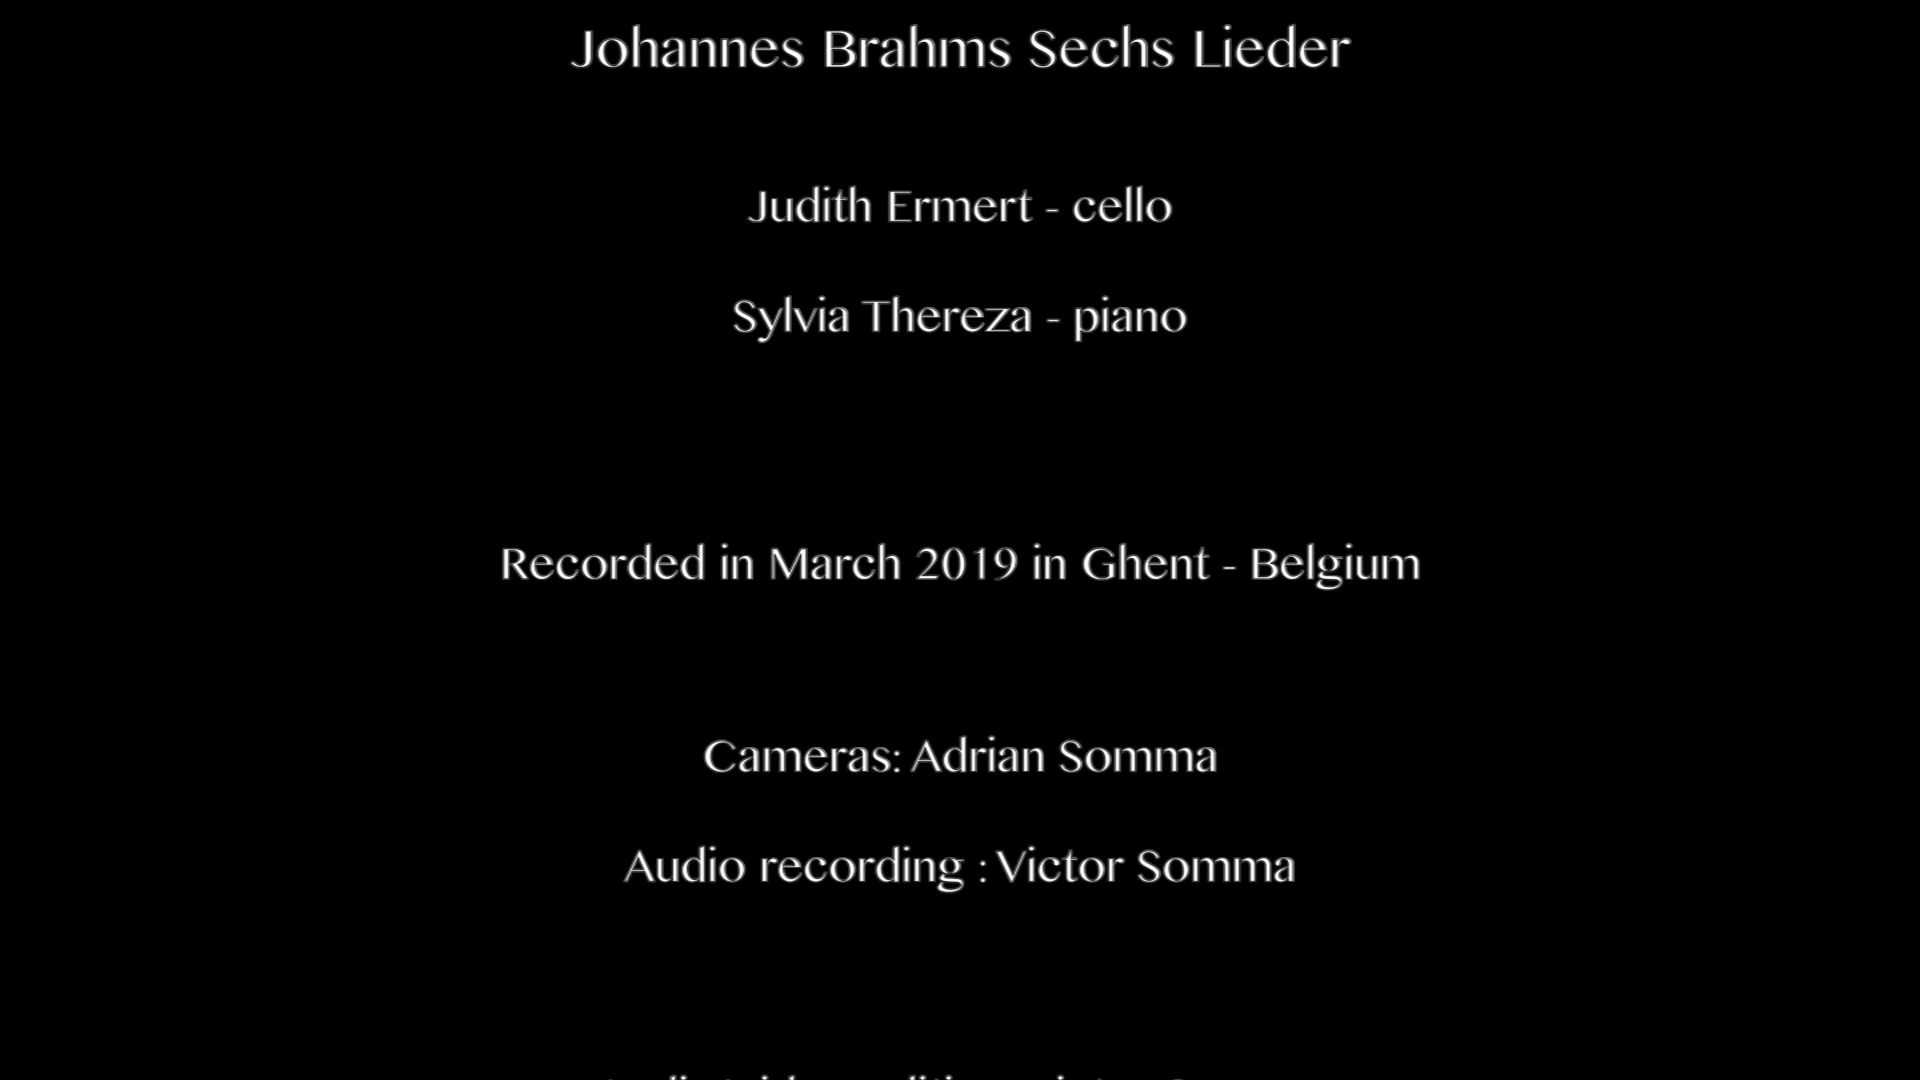 Johannes Brahms Sechs Lieder
Judith Ermert - cello
Sylvia Thereza - piano
Recorded in March 2019 in Ghent - Belgium
Cameras: Adrian Somma
Audio recording : Victor Somma